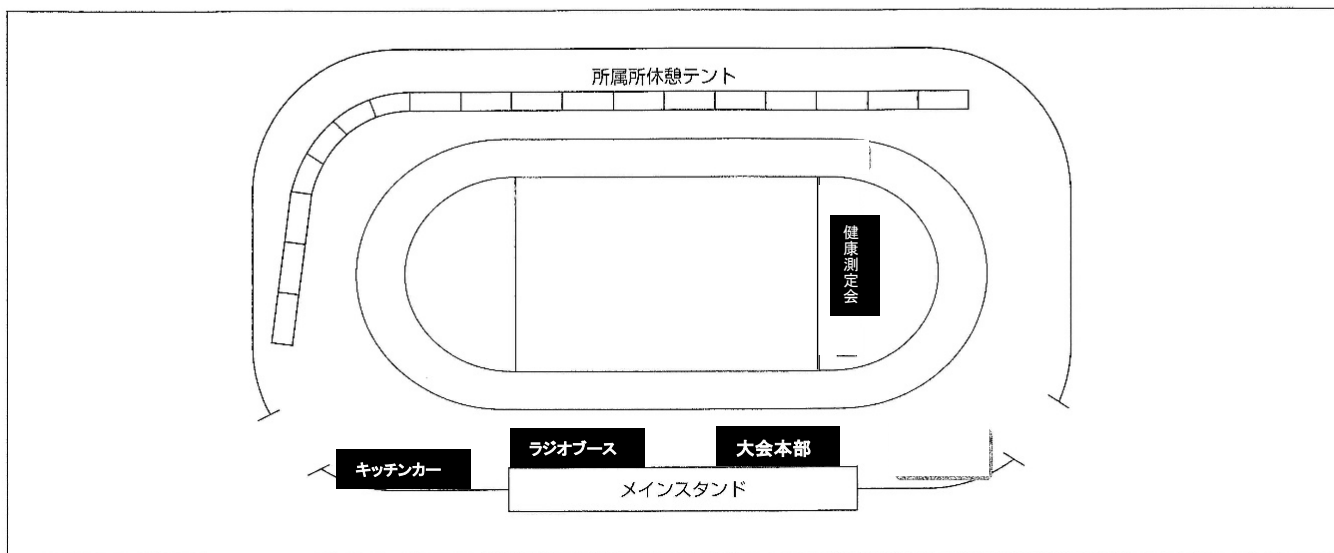 所属所休憩テント
健康測定会
ラジオブース
大会本部
キッチンカー
メインスタンド